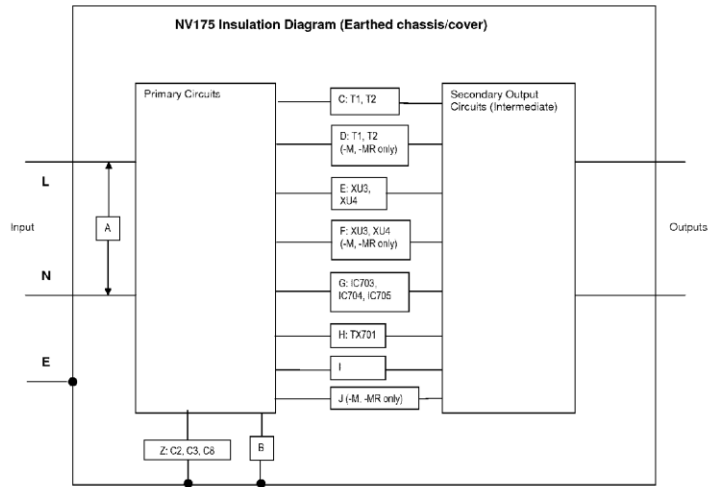 NV175 Insulation Diagram (Earthed chassis/cover)
Primary Circuits
C: T1, T2
Secondary Output
Circuits (Intermediate)
D: T1, T2
(-M, -MR only)
L
E: XU3,
XU4
Input
A
F: XU3, XU4
(-M, -MR only)
Outputs
N
G: IC703,
IC704, IC705
H: TX701
E
I
J (-M, -MR only)
Z: C2, C3, C8
B